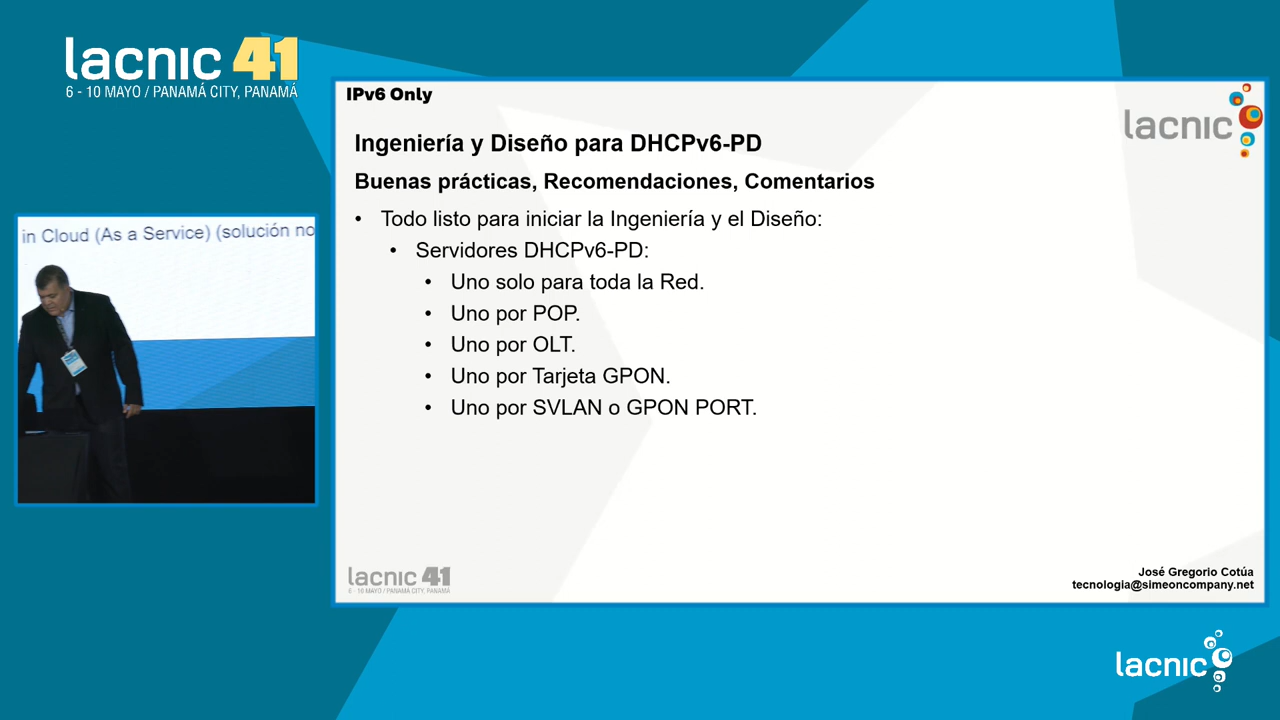 lacnic 41
6 - 10 MAYO / PANAMÁ CITY, PANAMÁ
in Cloud (As a Service) (solución no
IPv6 Only
lacnic
Ingeniería y Diseño para DHCPv6-PD
Buenas prácticas, Recomendaciones, Comentarios
• Todo listo para iniciar la Ingeniería y el Diseño:
• Servidores DHCPv6-PD:
• Uno solo para toda la Red.
• Uno por POP.
• Uno por OLT.
• Uno por Tarjeta GPON.
• Uno por SVLAN o GPON PORT.
lacnic 41
6 - 10 MAYO / PANAMÁ CITY, PANAMÁ
José Gregorio Cotúa
tecnologia@simeoncompany.net
lacnic